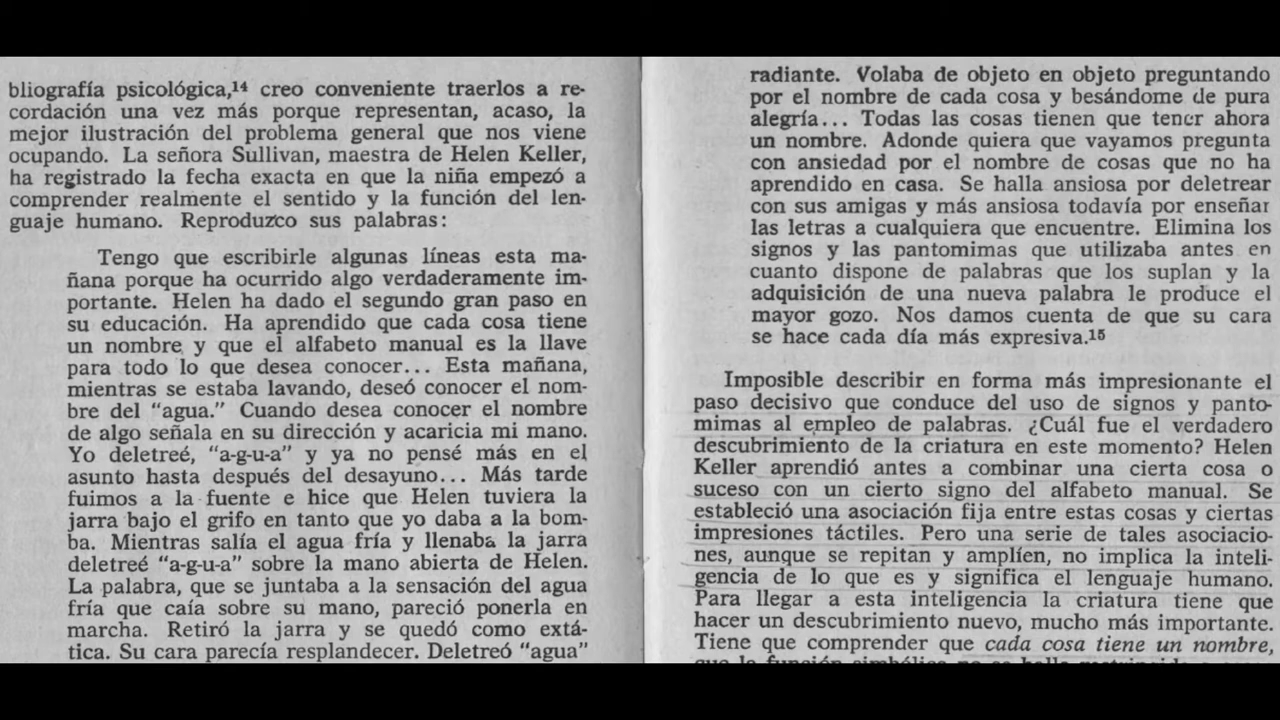 bliografía psicológica,¹⁴ creo conveniente traerlos a re-
cordación una vez más porque representan, acaso, la
mejor ilustración del problema general que nos viene
ocupando. La señora Sullivan, maestra de Helen Keller,
ha registrado la fecha exacta en que la niña empezó a
comprender realmente el sentido y la función del len-
guaje humano. Reproduzco sus palabras:
Tengo que escribirle algunas líneas esta ma-
ñana porque ha ocurrido algo verdaderamente im-
portante. Helen ha dado el segundo gran paso en
su educación. Ha aprendido que cada cosa tiene
un nombre y que el alfabeto manual es la llave
para todo lo que desea conocer... Esta mañana,
mientras se estaba lavando, deseó conocer el nom-
bre del “agua.” Cuando desea conocer el nombre
de algo señala en su dirección y acaricia mi mano.
Yo deletreé, “a-g-u-a” y ya no pensé más en el
asunto hasta después del desayuno... Más tarde
fuimos a la fuente e hice que Helen tuviera la
jarra bajo el grifo en tanto que yo daba a la bom-
ba. Mientras salía el agua fría y llenaba la jarra
deletreé “a-g-u-a” sobre la mano abierta de Helen.
La palabra, que se juntaba a la sensación del agua
fría que caía sobre su mano, pareció ponerla en
marcha. Retiró la jarra y se quedó como extá-
tica. Su cara parecía resplandecer. Deletreó “agua”
radiante. Volaba de objeto en objeto preguntando
por el nombre de cada cosa y besándome de pura
alegría... Todas las cosas tienen que tener ahora
un nombre. Adonde quiera que vayamos pregunta
con ansiedad por el nombre de cosas que no ha
aprendido en casa. Se halla ansiosa por deletrear
con sus amigas y más ansiosa todavía por enseñar
las letras a cualquiera que encuentre. Elimina los
signos y las pantomimas que utilizaba antes en
cuanto dispone de palabras que los suplan y la
adquisición de una nueva palabra le produce el
mayor gozo. Nos damos cuenta de que su cara
se hace cada día más expresiva.¹⁵
Imposible describir en forma más impresionante el
paso decisivo que conduce del uso de signos y panto-
mimas al empleo de palabras. ¿Cuál fue el verdadero
descubrimiento de la criatura en este momento? Helen
Keller aprendió antes a combinar una cierta cosa o
suceso con un cierto signo del alfabeto manual. Se
estableció una asociación fija entre estas cosas y ciertas
impresiones táctiles. Pero una serie de tales asociacio-
nes, aunque se repitan y amplíen, no implica la inteli-
gencia de lo que es y significa el lenguaje humano.
Para llegar a esta inteligencia la criatura tiene que
hacer un descubrimiento nuevo, mucho más importante.
Tiene que comprender que cada cosa tiene un nombre,